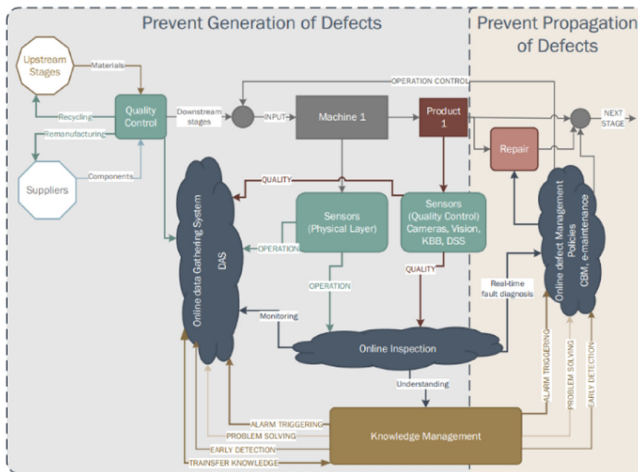 Prevent Generation of Defects
Prevent Propagation
of Defects
Upstream
Stages
Materials
OPERATION CONTROL
Recycling
Quality
Control
Downstream
stages
INPUT
Machine 1
Product
1
NEXT
STAGE
Remanufacturing
Repair
Suppliers
Components
QUALITY
Online data Gathering System
DAS
Sensors
(Physical Layer)
Sensors
(Quality Control)
Cameras, Vision,
KBB, DSS
Online defect Management
Policies
CBM, e-maintenance
OPERATION
OPERATION
QUALITY
Real-time
fault diagnosis
Monitoring
Online Inspection
Understanding
ALARM TRIGGERING
PROBLEM SOLVING
EARLY DETECTION
ALARM TRIGGERING
PROBLEM SOLVING
EARLY DETECTION
TRANSFER KNOWLEDGE
Knowledge Management